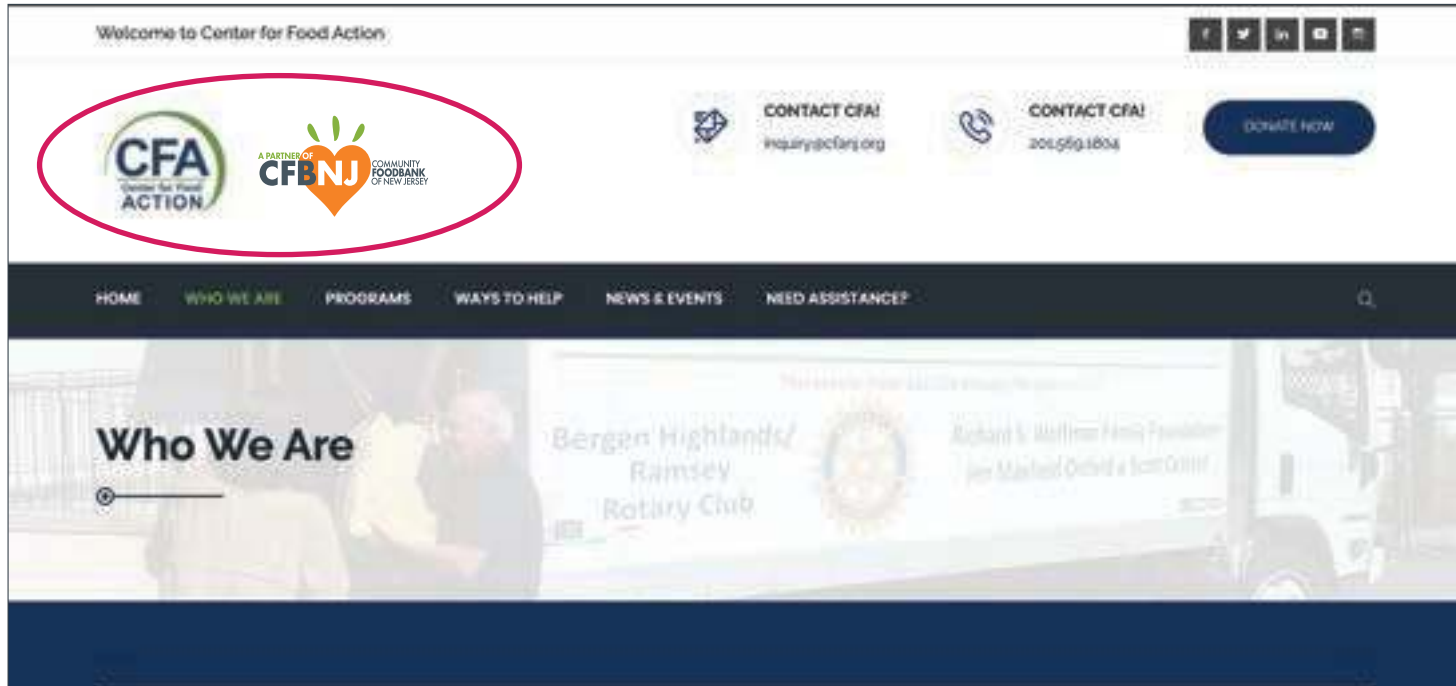 Welcome to Center for Food Action
CFA
Center for Food
ACTION
A PARTNER OF
CFBNJ
COMMUNITY
FOODBANK
OF NEW JERSEY
CONTACT CFA!
inquiry@cfanj.org
CONTACT CFA!
201.569.1804
DONATE NOW
HOME WHO WE ARE PROGRAMS WAYS TO HELP NEWS & EVENTS NEED ASSISTANCE?
Who We Are
Bergen Highlands/
Ramsey
Rotary Club